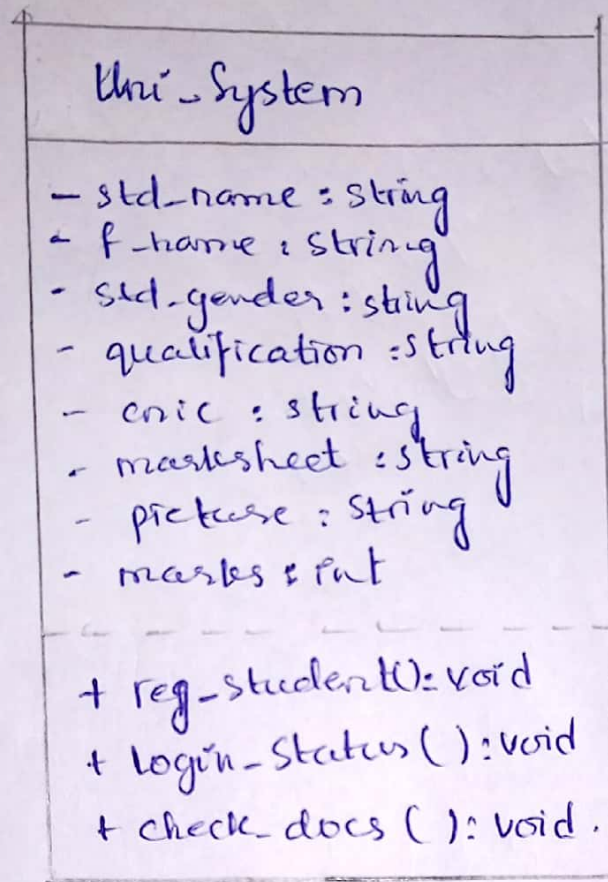 Uni_System
- std_name : string
- f_name : string
- std_gender : string
- qualification : string
- cnic : string
- marksheet : string
- picture : string
- marks : int
+ reg_student() : void
+ login_status() : void
+ check_docs() : void.